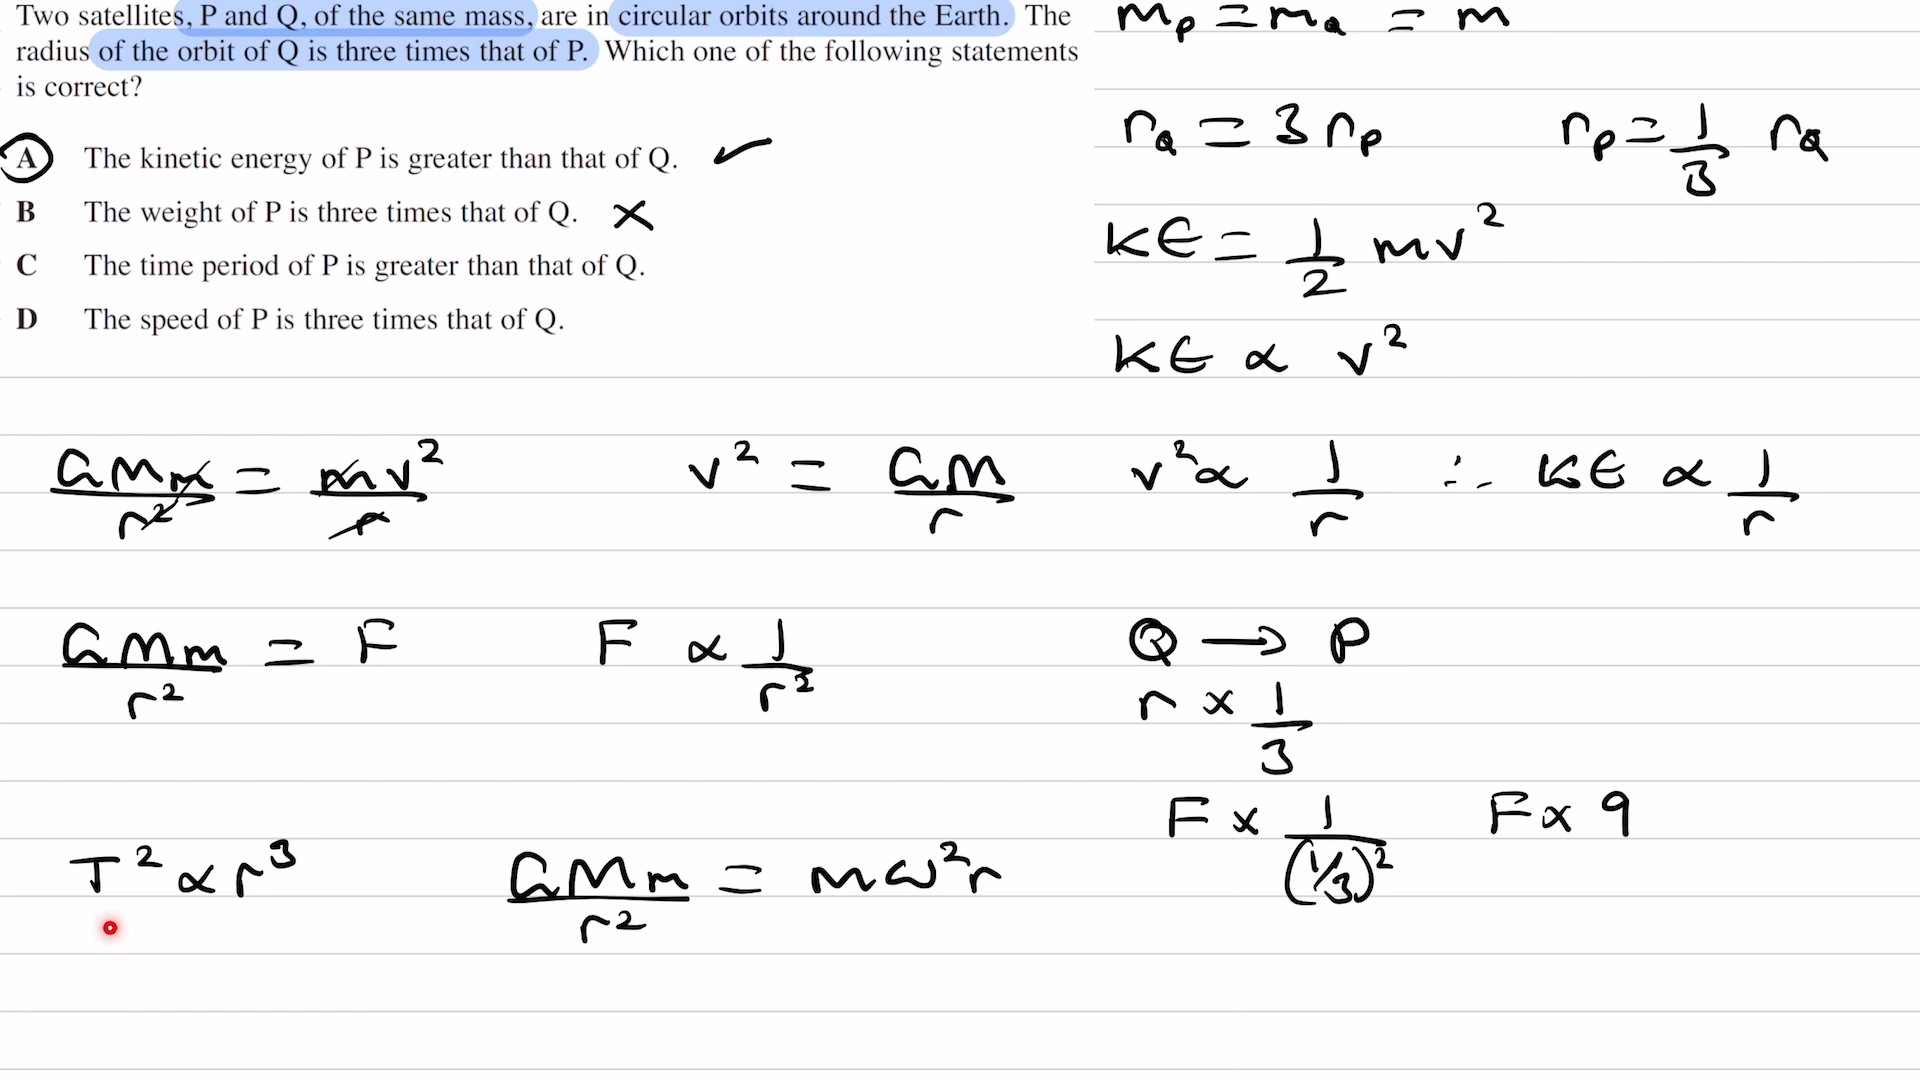 Two satellites, P and Q, of the same mass, are in circular orbits around the Earth. The
radius of the orbit of Q is three times that of P. Which one of the following statements
is correct?
A The kinetic energy of P is greater than that of Q. ✓
B The weight of P is three times that of Q. ×
C The time period of P is greater than that of Q.
D The speed of P is three times that of Q.
m_P = m_Q = m
r_Q = 3 r_P r_P = 1/3 r_Q
KE = 1/2 mv²
KE ∝ v²
GMm/r² = mv²/r v² = GM/r v² ∝ 1/r ∴ KE ∝ 1/r
GMm/r² = F F ∝ 1/r² Q → P
r × 1/3
F × 1/(1/3)² F × 9
T² ∝ r³ GMm/r² = mω²r